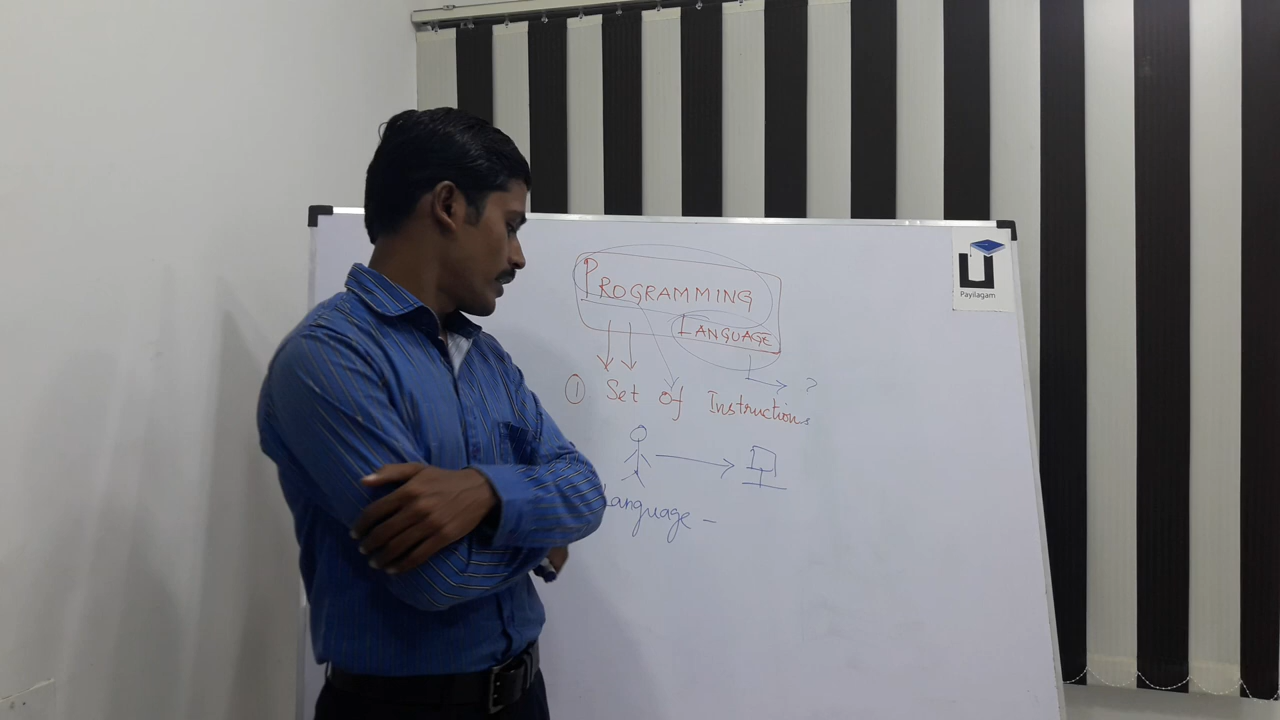 PROGRAMMING
LANGUAGE
?
① Set of Instructions
Language -
Payilagam